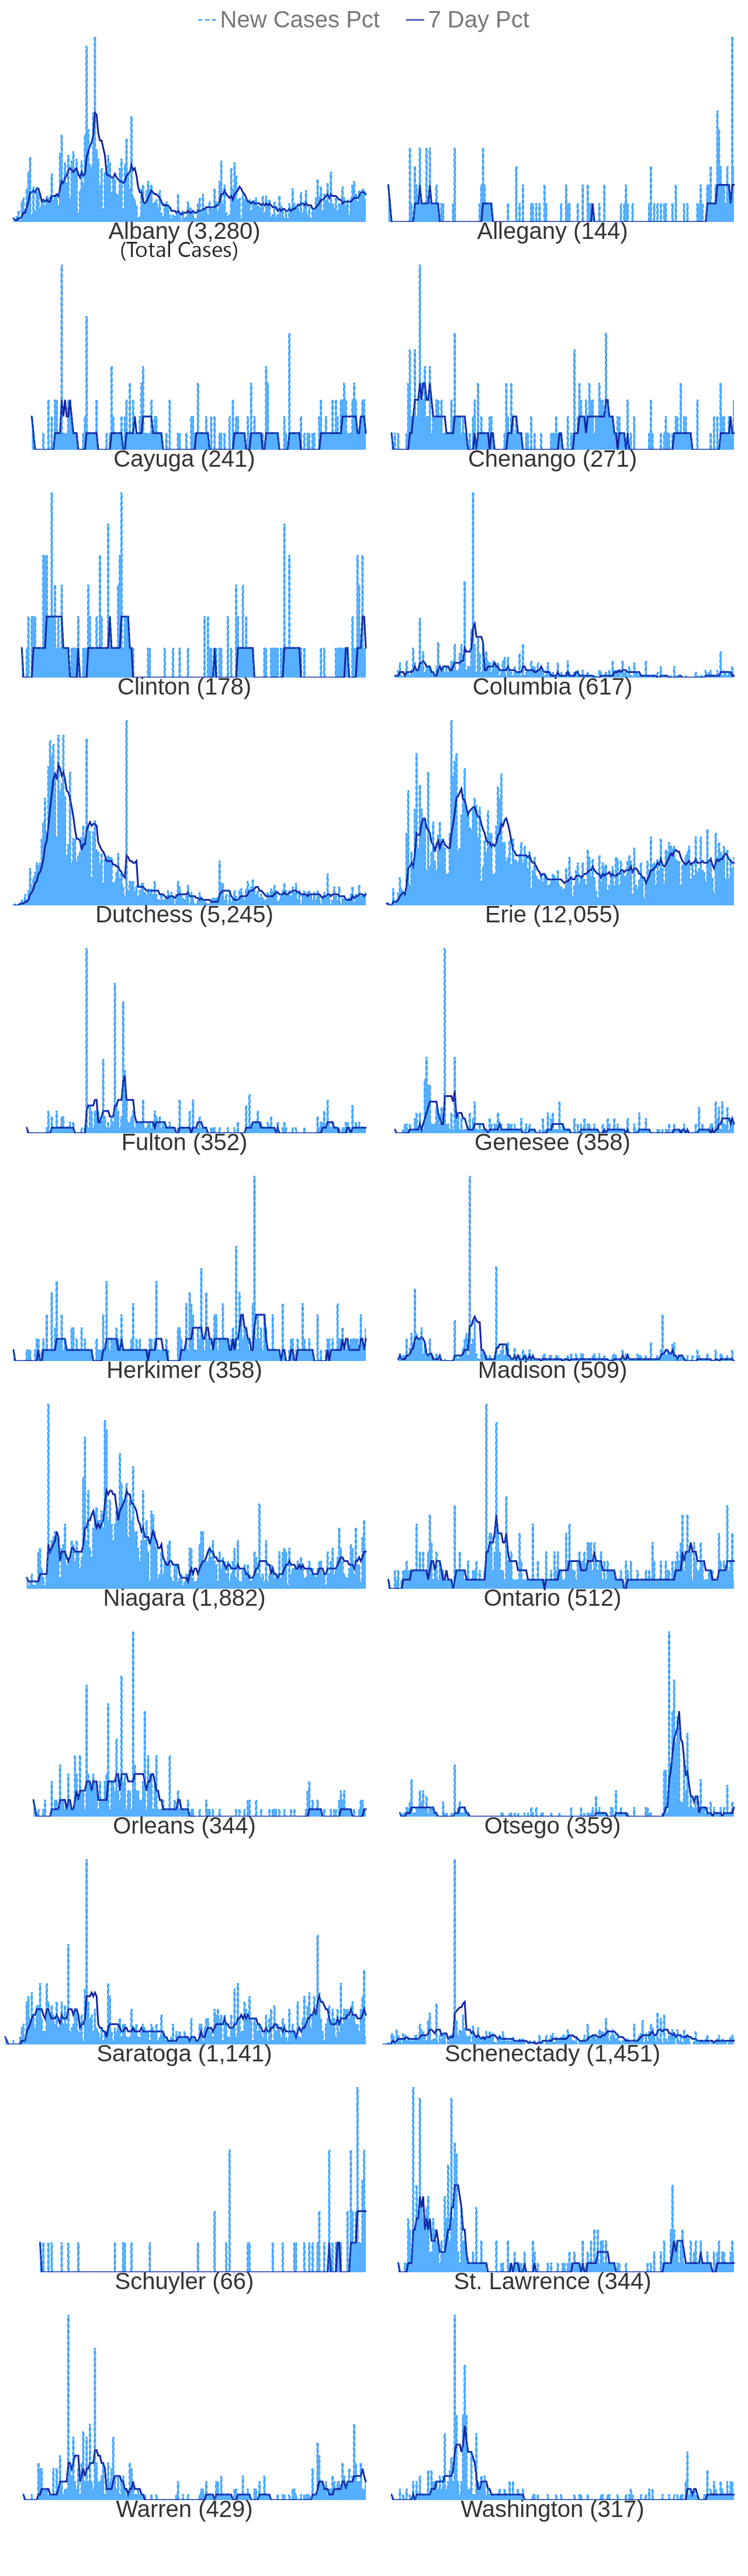 New Cases Pct 7 Day Pct
Albany (3,280) Allegany (144)
(Total Cases)
Cayuga (241) Chenango (271)
Clinton (178) Columbia (617)
Dutchess (5,245) Erie (12,055)
Fulton (352) Genesee (358)
Herkimer (358) Madison (509)
Niagara (1,882) Ontario (512)
Orleans (344) Otsego (359)
Saratoga (1,141) Schenectady (1,451)
Schuyler (66) St. Lawrence (344)
Warren (429) Washington (317)